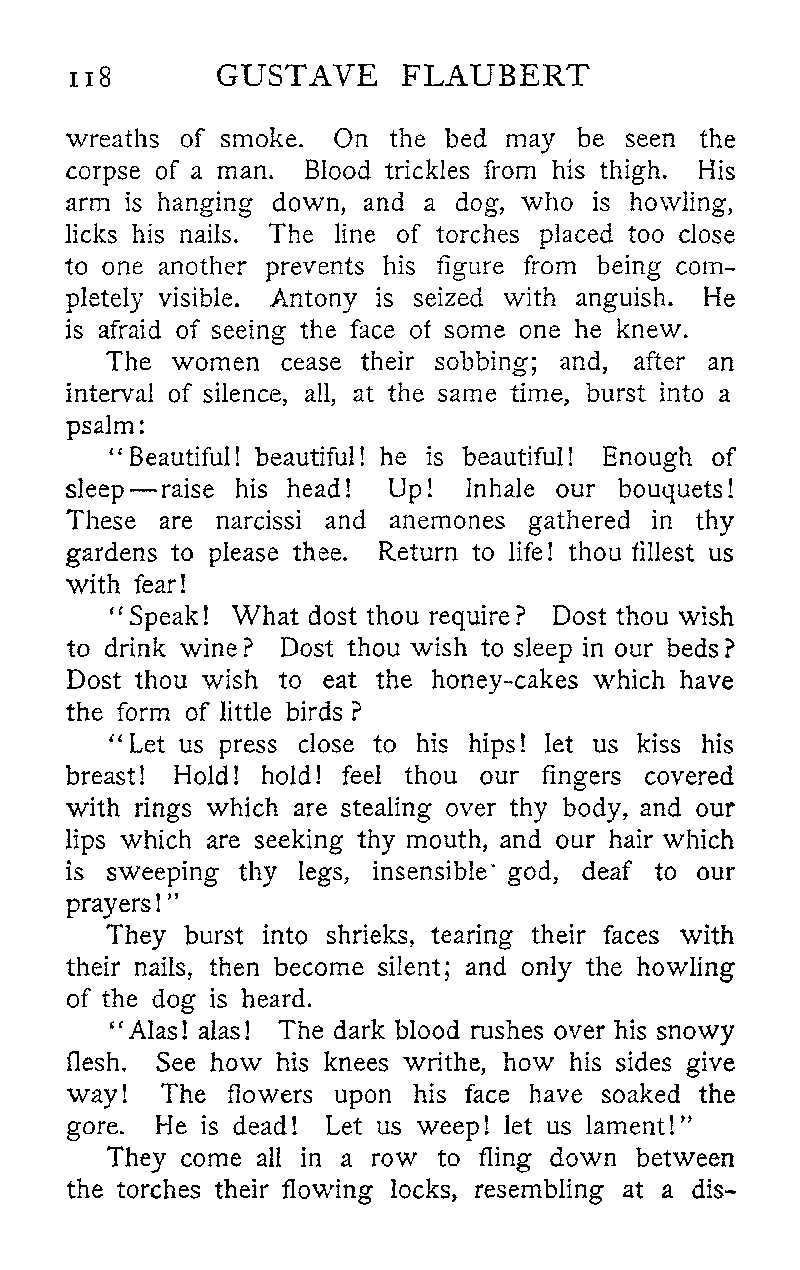 118 GUSTAVE FLAUBERT
wreaths of smoke. On the bed may be seen the
corpse of a man. Blood trickles from his thigh. His
arm is hanging down, and a dog, who is howling,
licks his nails. The line of torches placed too close
to one another prevents his figure from being com-
pletely visible. Antony is seized with anguish. He
is afraid of seeing the face of some one he knew.
The women cease their sobbing; and, after an
interval of silence, all, at the same time, burst into a
psalm:
"Beautiful! beautiful! he is beautiful! Enough of
sleep—raise his head! Up! Inhale our bouquets!
These are narcissi and anemones gathered in thy
gardens to please thee. Return to life! thou fillest us
with fear!
"Speak! What dost thou require? Dost thou wish
to drink wine? Dost thou wish to sleep in our beds?
Dost thou wish to eat the honey-cakes which have
the form of little birds?
"Let us press close to his hips! let us kiss his
breast! Hold! hold! feel thou our fingers covered
with rings which are stealing over thy body, and our
lips which are seeking thy mouth, and our hair which
is sweeping thy legs, insensible god, deaf to our
prayers!"
They burst into shrieks, tearing their faces with
their nails, then become silent; and only the howling
of the dog is heard.
"Alas! alas! The dark blood rushes over his snowy
flesh. See how his knees writhe, how his sides give
way! The flowers upon his face have soaked the
gore. He is dead! Let us weep! let us lament!"
They come all in a row to fling down between
the torches their flowing locks, resembling at a dis-